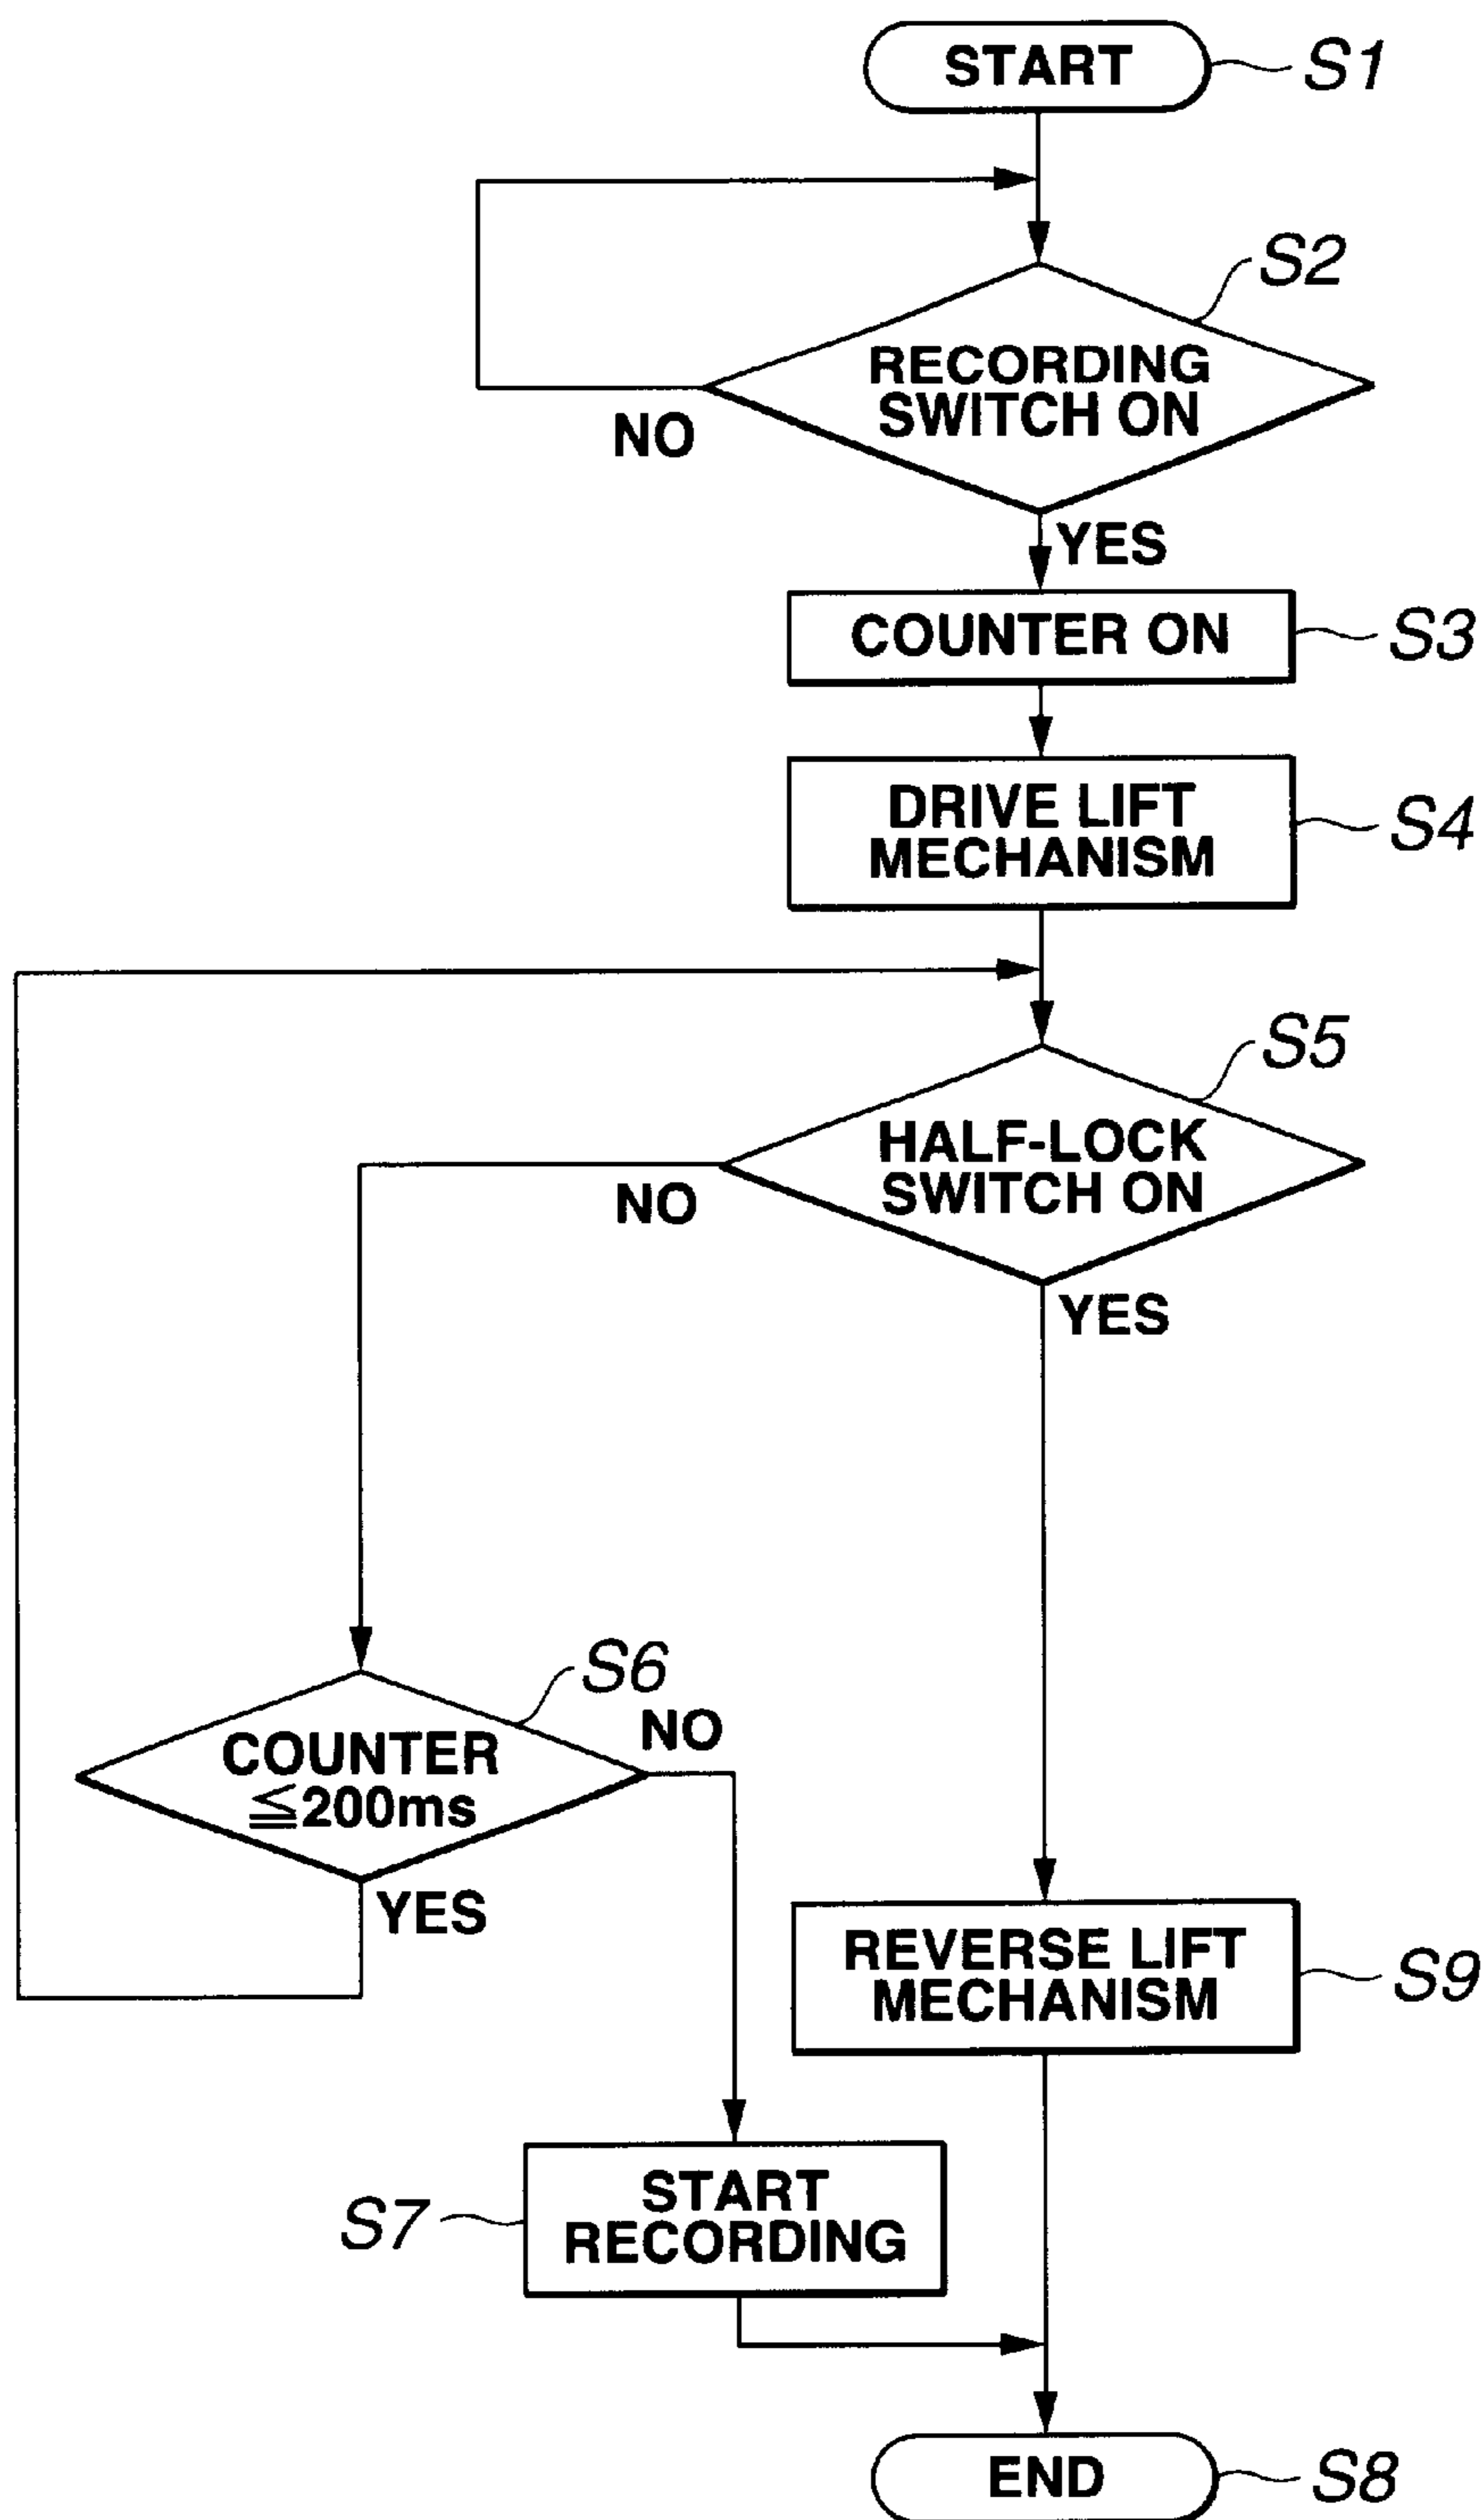 START
S1
S2
RECORDING
SWITCH ON
NO
YES
COUNTER ON
S3
DRIVE LIFT
MECHANISM
S4
S5
HALF-LOCK
SWITCH ON
NO
YES
S6
NO
COUNTER
≦200ms
YES
REVERSE LIFT
MECHANISM
S9
START
RECORDING
S7
END
S8